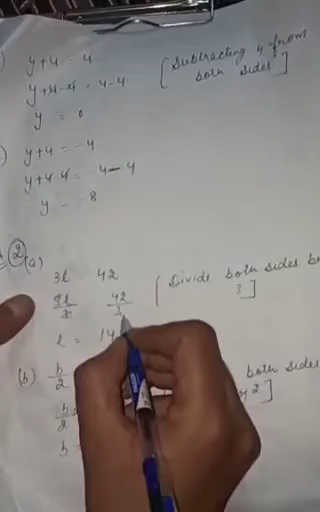 y+4 = 4 [Subtracting 4 from
y+4-4 = 4-4 both sides]
y = 0
y+4 = -4
y+4-4 = 4-4
y = -8
② (a)
3l = 42
3l/3 42/3 [Divide both sides
l = 14 3]
(b) b/2 both sides
b/2 = 2]
b =